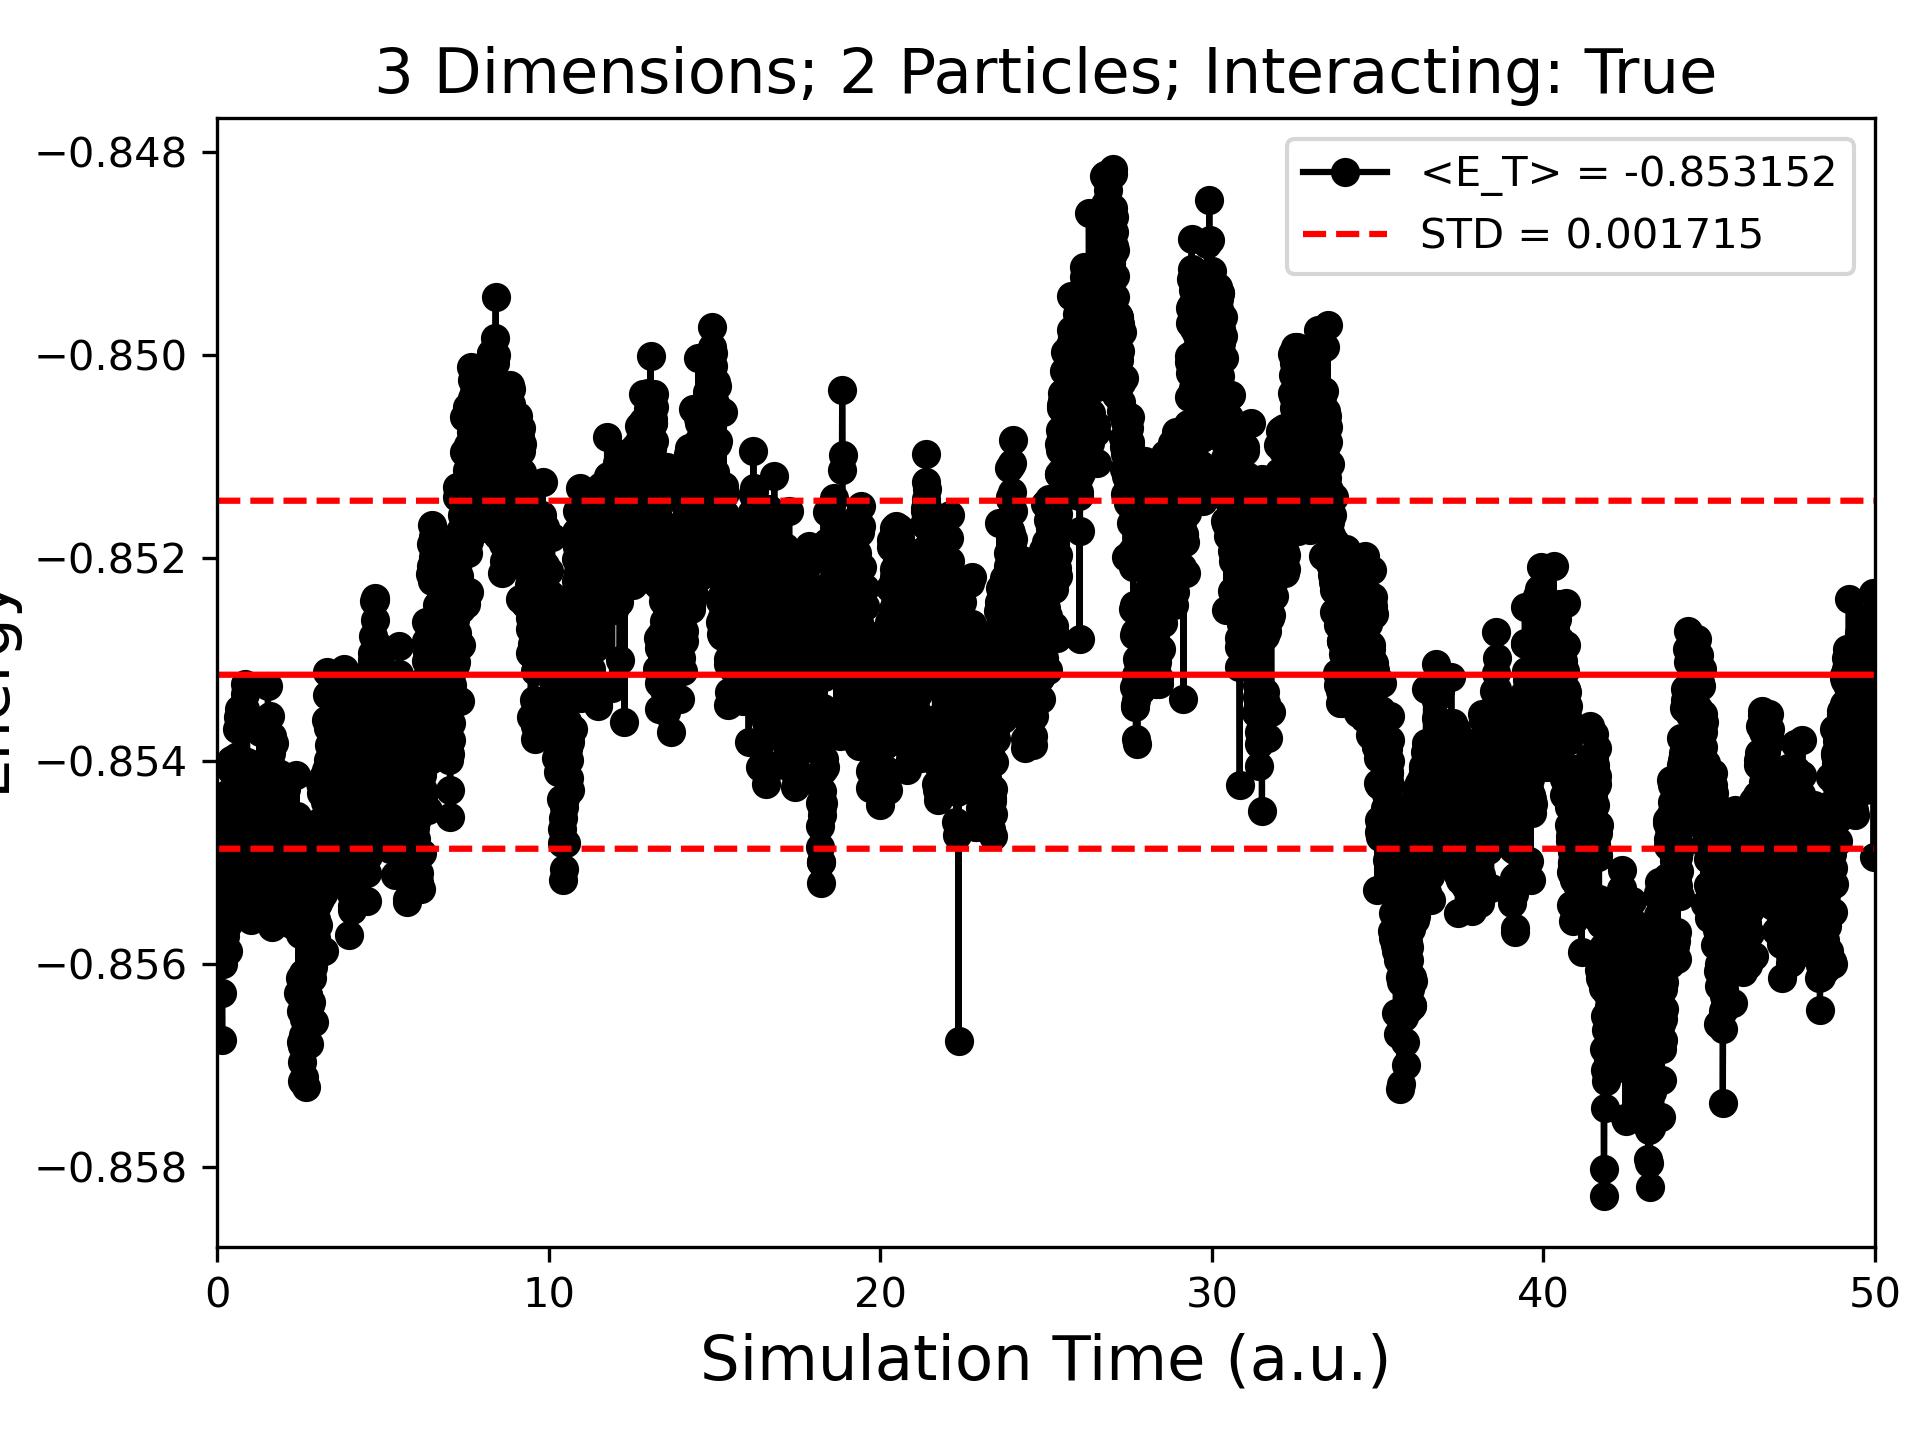 3 Dimensions; 2 Particles; Interacting: True
<E_T> = -0.853152
STD = 0.001715
−0.848
−0.850
−0.852
−0.854
−0.856
−0.858
Energy
0 10 20 30 40 50
Simulation Time (a.u.)